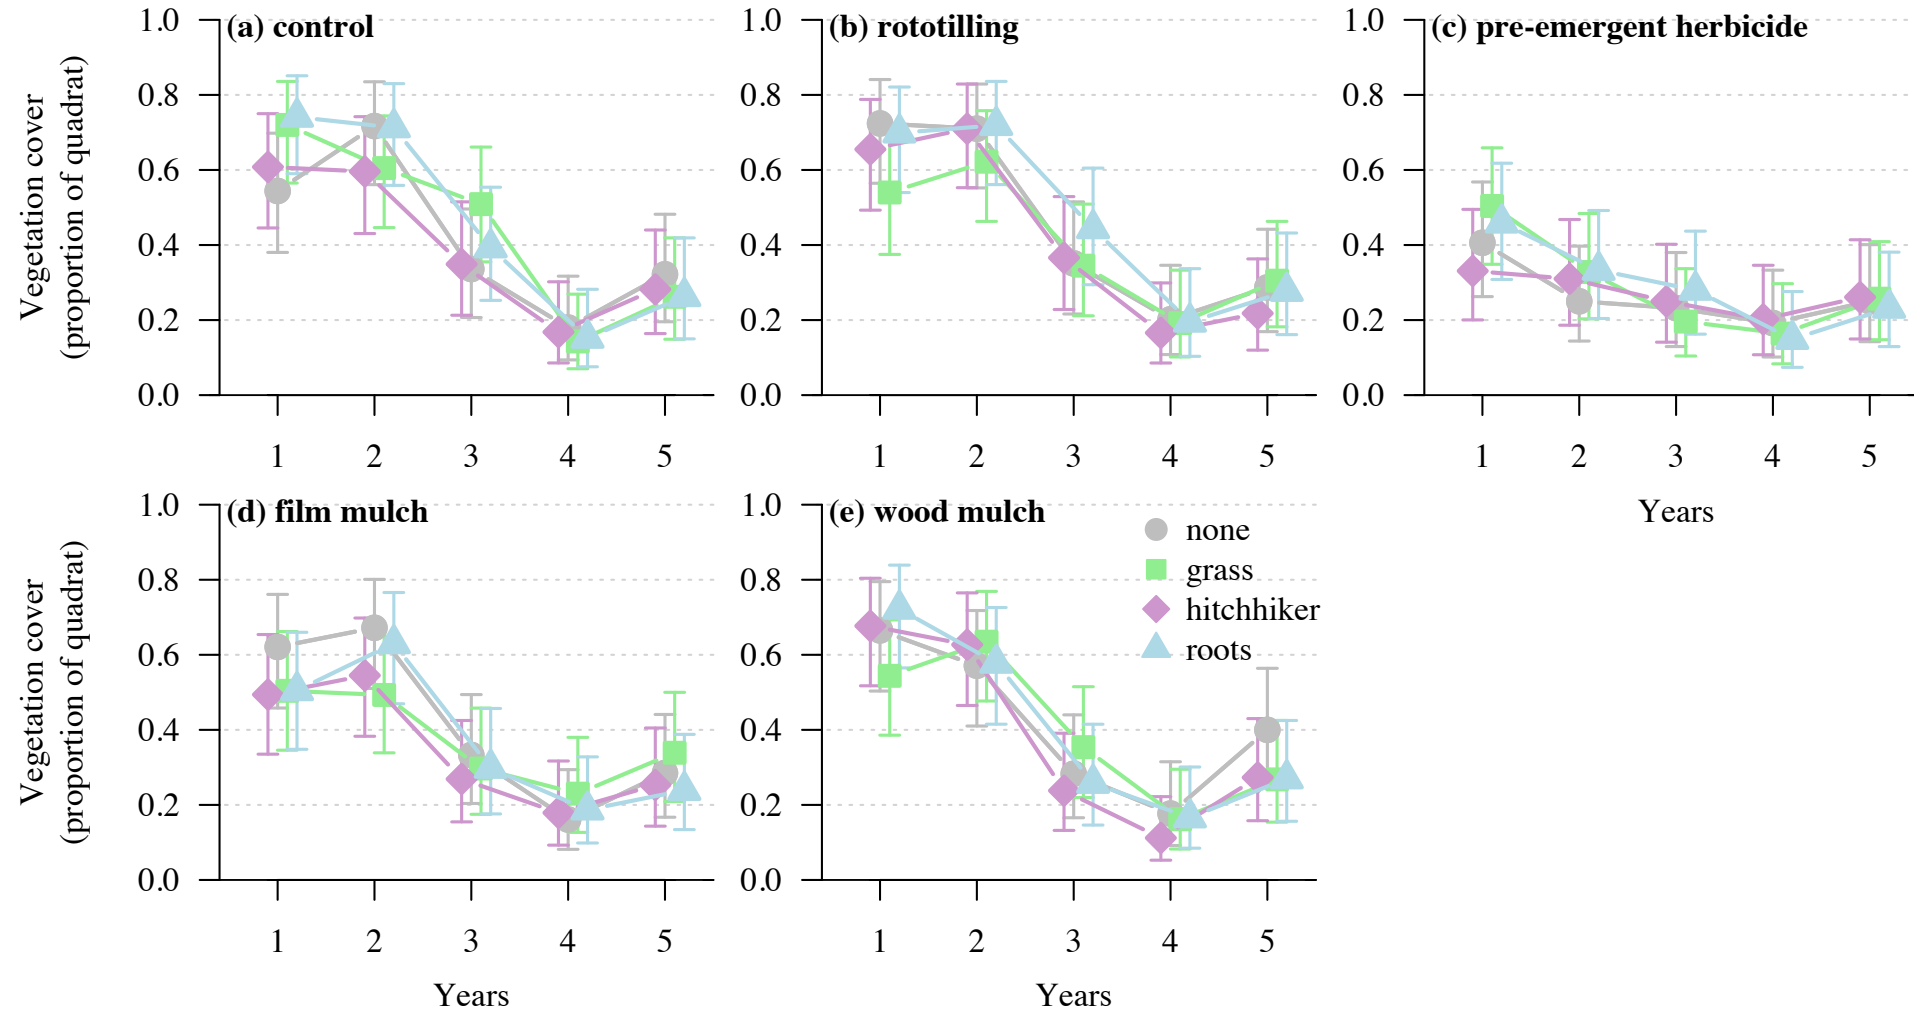 Vegetation cover
(proportion of quadrat)
(a) control
1.0
0.8
0.6
0.4
0.2
0.0
1 2 3 4 5
(b) rototilling
1.0
0.8
0.6
0.4
0.2
0.0
1 2 3 4 5
(c) pre-emergent herbicide
1.0
0.8
0.6
0.4
0.2
0.0
1 2 3 4 5
Years
Vegetation cover
(proportion of quadrat)
(d) film mulch
1.0
0.8
0.6
0.4
0.2
0.0
1 2 3 4 5
Years
(e) wood mulch
none
grass
hitchhiker
roots
1.0
0.8
0.6
0.4
0.2
0.0
1 2 3 4 5
Years